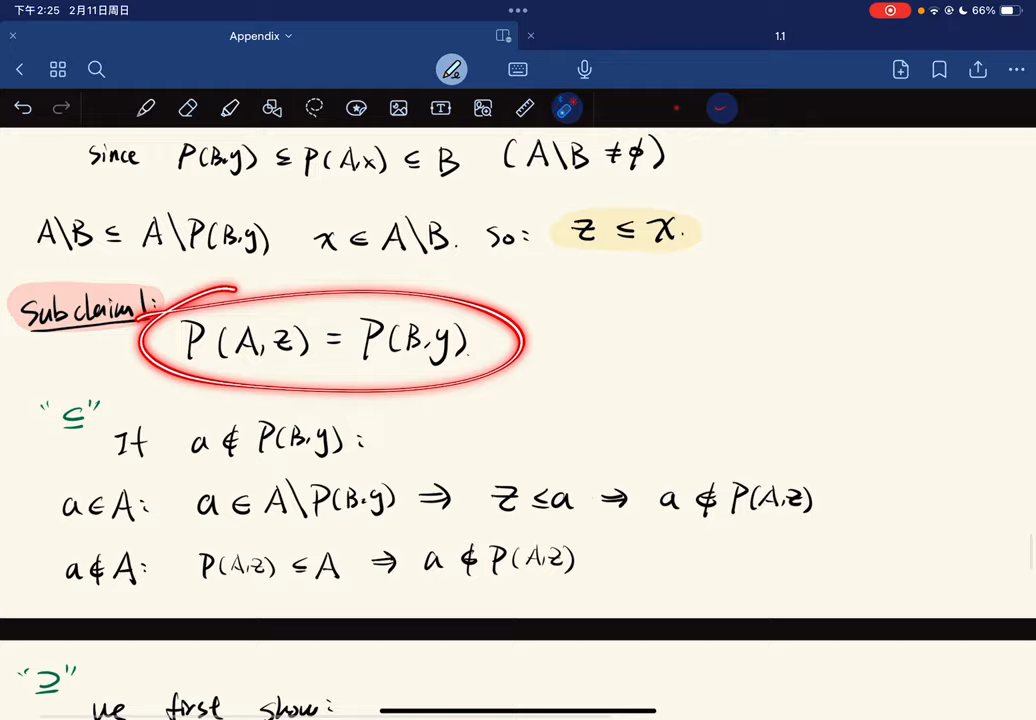 下午2:25 2月11日周日
66%
Appendix
1.1
since P(B,y) ⊆ P(A,x) ⊆ B (A\B ≠ ϕ)
A\B ⊆ A\P(B,y) x ∈ A\B. so: z ≤ x.
Subclaim1:
P(A,z) = P(B,y).
"⊆"
If a ∉ P(B,y):
a∈A: a ∈ A\P(B,y) ⇒ z ≤ a ⇒ a ∉ P(A,z)
a∉A: P(A,z) ⊆ A ⇒ a ∉ P(A,z)
"⊇"
we first show: